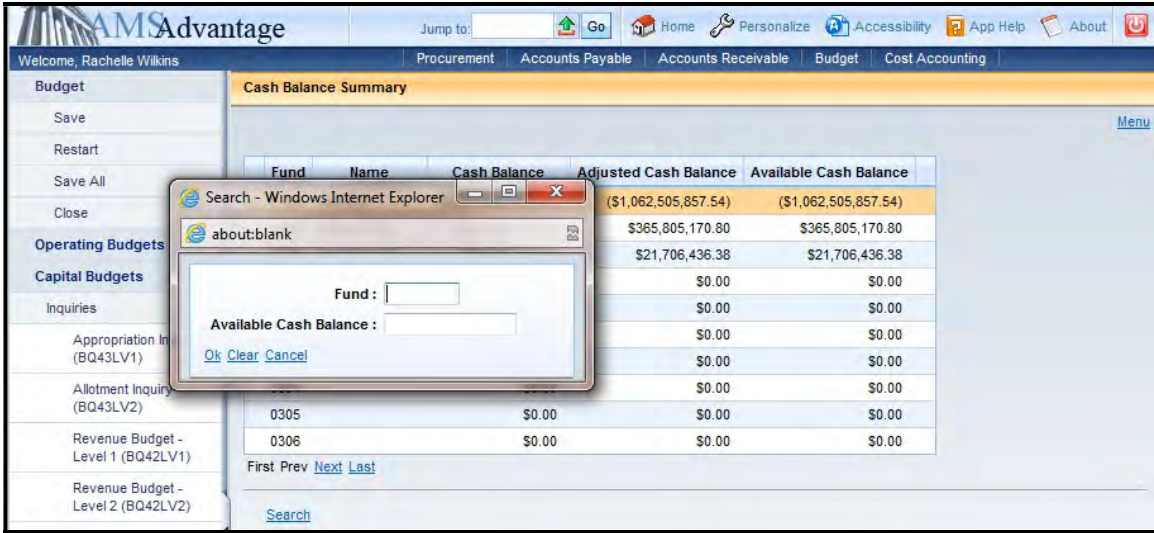 AMS Advantage Jump to: Go Home Personalize Accessibility App Help About
Welcome, Rachelle Wilkins Procurement Accounts Payable Accounts Receivable Budget Cost Accounting
Budget
Save
Restart
Save All
Close
Operating Budgets
Capital Budgets
Inquiries
Appropriation In
(BQ43LV1)
Allotment Inquiry
(BQ43LV2)
Revenue Budget -
Level 1 (BQ42LV1)
Revenue Budget -
Level 2 (BQ42LV2)
Cash Balance Summary
Menu
Fund Name Cash Balance Adjusted Cash Balance Available Cash Balance
($1,062,505,857.54) ($1,062,505,857.54)
$365,805,170.80 $365,805,170.80
$21,706,436.38 $21,706,436.38
$0.00 $0.00
$0.00 $0.00
$0.00 $0.00
$0.00 $0.00
$0.00 $0.00
0305 $0.00 $0.00 $0.00
0306 $0.00 $0.00 $0.00
First Prev Next Last
Search
Search - Windows Internet Explorer
about:blank
Fund :
Available Cash Balance :
Ok Clear Cancel